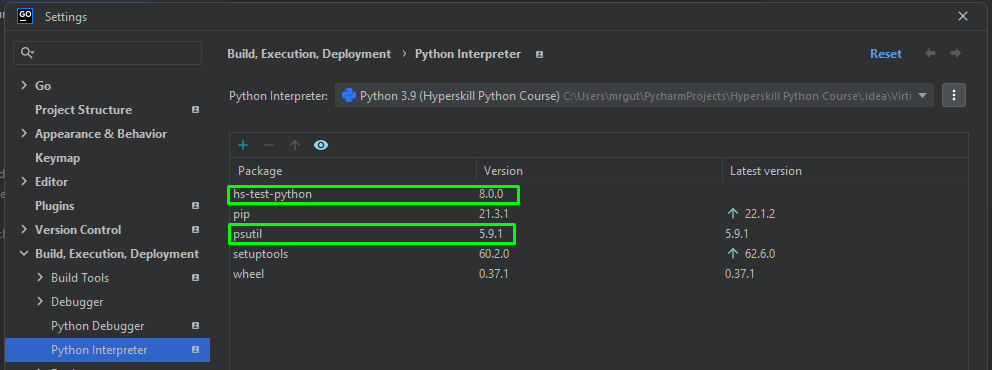 GO
Settings
Go
Project Structure
Appearance & Behavior
Keymap
Editor
Plugins
Version Control
Build, Execution, Deployment
Build Tools
Debugger
Python Debugger
Python Interpreter
Build, Execution, Deployment › Python Interpreter
Reset
Python Interpreter: Python 3.9 (Hyperskill Python Course) C:\Users\mrgut\PycharmProjects\Hyperskill Python Course\.idea\Virtu
Package Version Latest version
hs-test-python 8.0.0
pip 21.3.1 22.1.2
psutil 5.9.1 5.9.1
setuptools 60.2.0 62.6.0
wheel 0.37.1 0.37.1